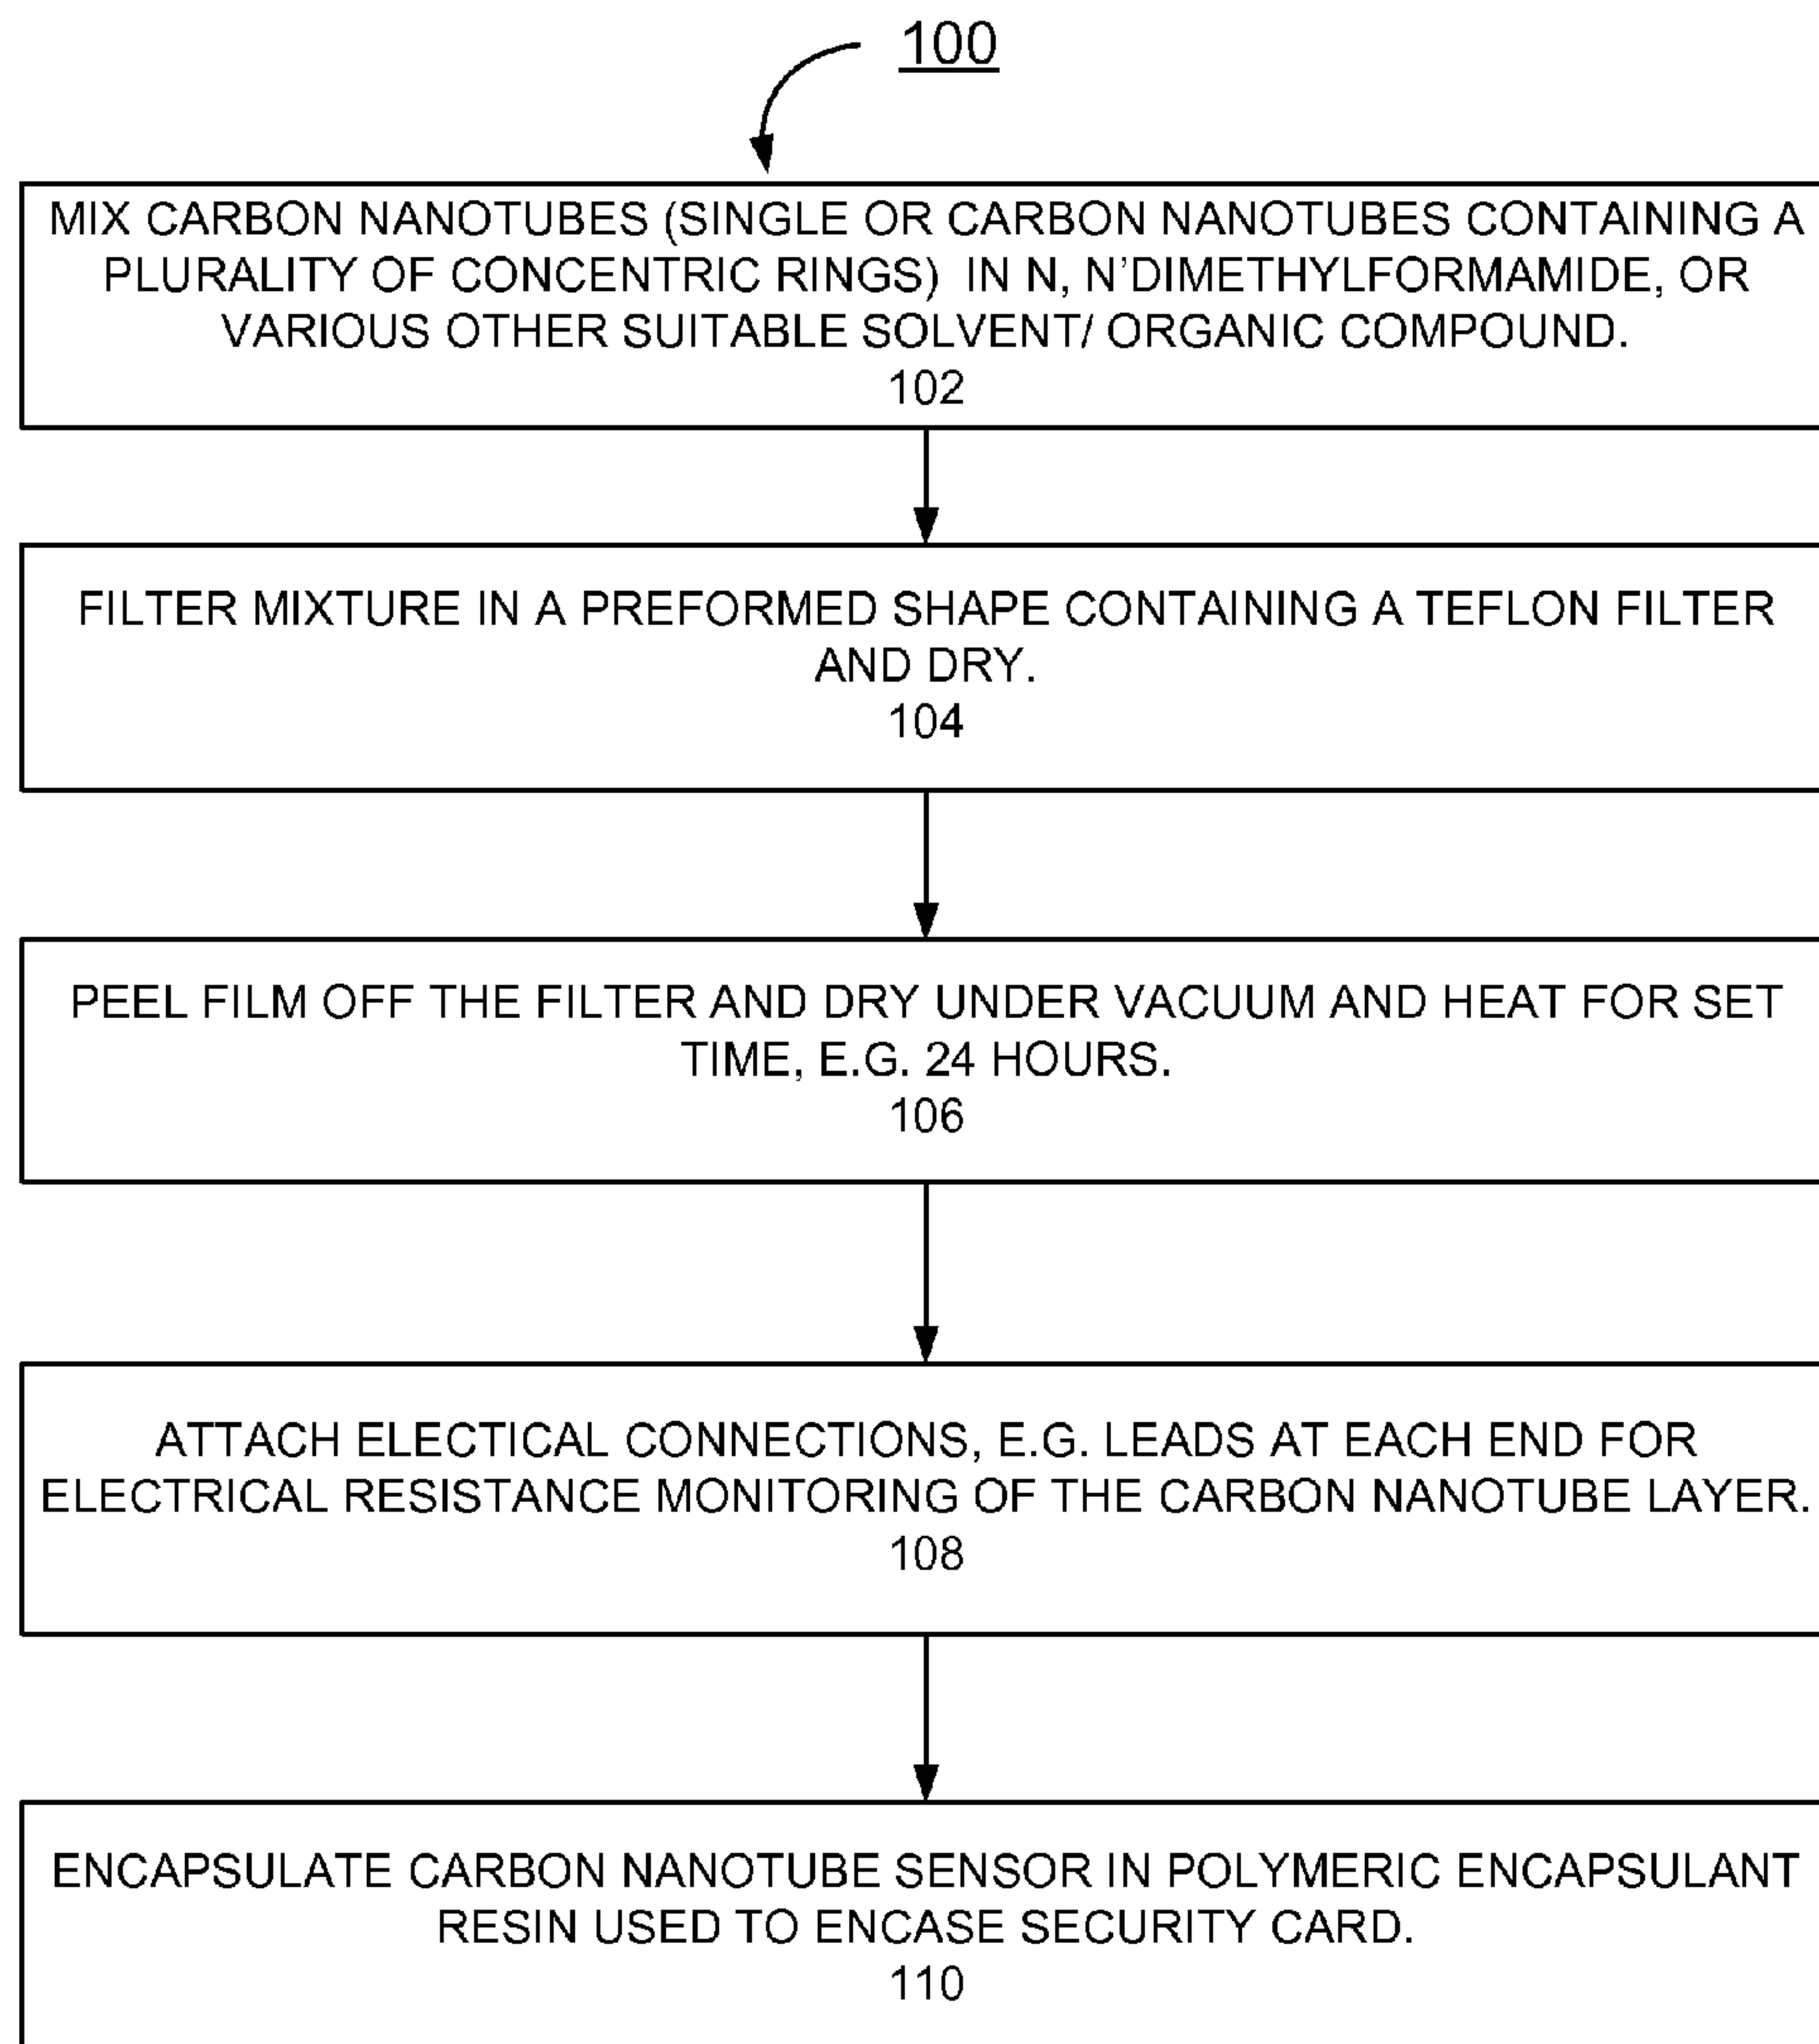 100
MIX CARBON NANOTUBES (SINGLE OR CARBON NANOTUBES CONTAINING A
PLURALITY OF CONCENTRIC RINGS) IN N, N'DIMETHYLFORMAMIDE, OR
VARIOUS OTHER SUITABLE SOLVENT/ ORGANIC COMPOUND.
102
FILTER MIXTURE IN A PREFORMED SHAPE CONTAINING A TEFLON FILTER
AND DRY.
104
PEEL FILM OFF THE FILTER AND DRY UNDER VACUUM AND HEAT FOR SET
TIME, E.G. 24 HOURS.
106
ATTACH ELECTICAL CONNECTIONS, E.G. LEADS AT EACH END FOR
ELECTRICAL RESISTANCE MONITORING OF THE CARBON NANOTUBE LAYER.
108
ENCAPSULATE CARBON NANOTUBE SENSOR IN POLYMERIC ENCAPSULANT
RESIN USED TO ENCASE SECURITY CARD.
110